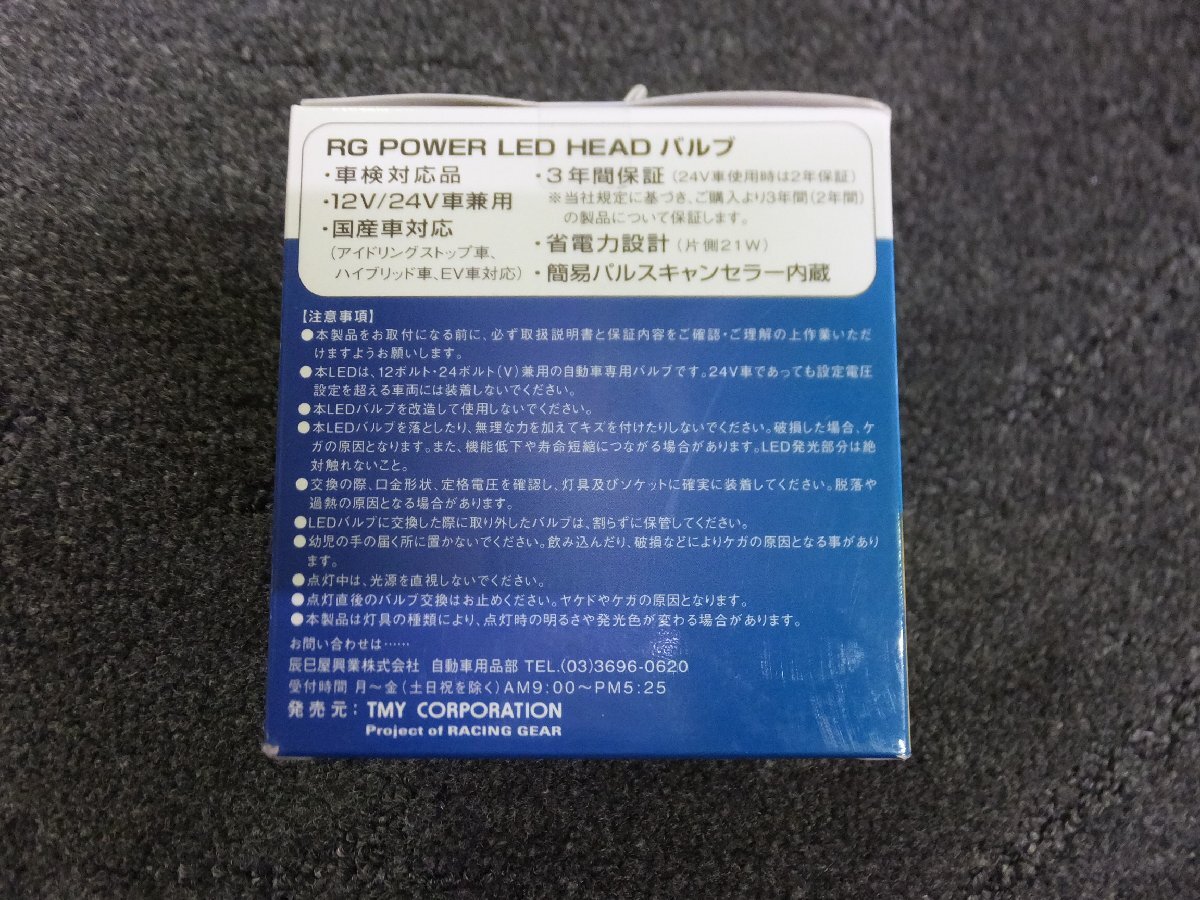 RG POWER LED HEAD バルブ
・車検対応品
・12V/24V車兼用
・国産車対応
(アイドリングストップ車、
ハイブリッド車、EV車対応)
・3年間保証(24V車使用時は2年保証)
※当社規定に基づき、ご購入より3年間(2年間)
の製品について保証します。
・省電力設計(片側21W)
・簡易パルスキャンセラー内蔵
【注意事項】
●本製品をお取付になる前に、必ず取扱説明書と保証内容をご確認・ご理解の上作業いただ
けますようお願いします。
●本LEDは、12ボルト・24ボルト(V)兼用の自動車専用バルブです。24V車であっても設定電圧
設定を超える車両には装着しないでください。
●本LEDバルブを改造して使用しないでください。
●本LEDバルブを落としたり、無理な力を加えてキズを付けたりしないでください。破損した場合、ケ
ガの原因となります。また、機能低下や寿命短縮につながる場合があります。LED発光部分は絶
対触れないこと。
●交換の際、口金形状、定格電圧を確認し、灯具及びソケットに確実に装着してください。脱落や
過熱の原因となる場合があります。
●LEDバルブに交換した際に取り外したバルブは、割らずに保管してください。
●幼児の手の届く所に置かないでください。飲み込んだり、破損などによりケガの原因となる事があり
ます。
●点灯中は、光源を直視しないでください。
●点灯直後のバルブ交換はお止めください。ヤケドやケガの原因となります。
●本製品は灯具の種類により、点灯時の明るさや発光色が変わる場合があります。
お問い合わせは……
辰巳屋興業株式会社 自動車用品部 TEL.(03)3696-0620
受付時間 月〜金(土日祝を除く)AM9:00〜PM5:25
発売元：TMY CORPORATION
Project of RACING GEAR